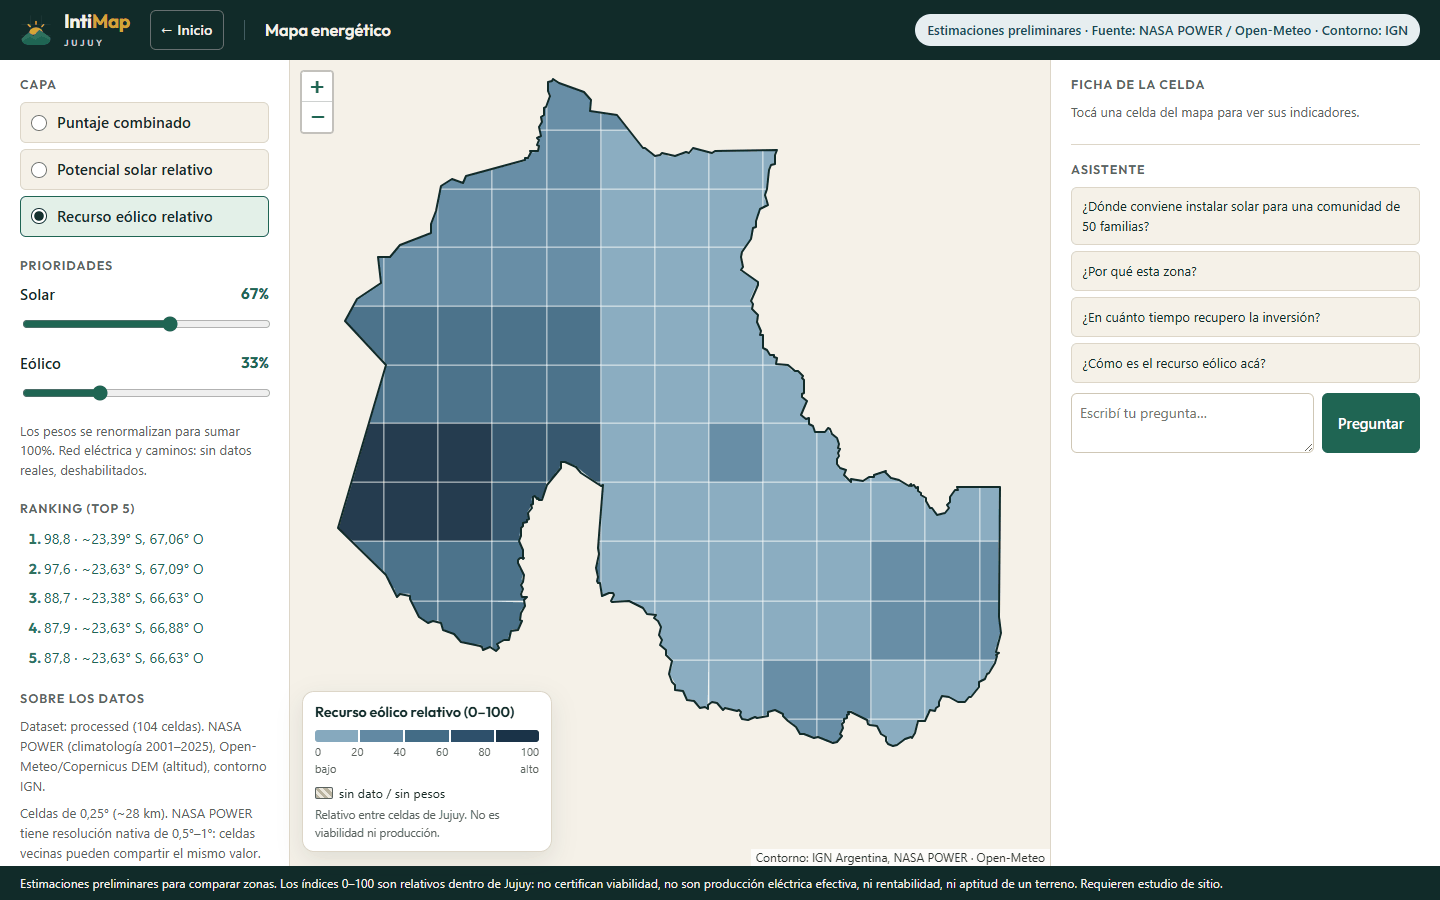 IntiMap
JUJUY
← Inicio
Mapa energético
Estimaciones preliminares · Fuente: NASA POWER / Open-Meteo · Contorno: IGN
CAPA
Puntaje combinado
Potencial solar relativo
Recurso eólico relativo
PRIORIDADES
Solar 67%
Eólico 33%
Los pesos se renormalizan para sumar
100%. Red eléctrica y caminos: sin datos
reales, deshabilitados.
RANKING (TOP 5)
1. 98,8 · ~23,39° S, 67,06° O
2. 97,6 · ~23,63° S, 67,09° O
3. 88,7 · ~23,38° S, 66,63° O
4. 87,9 · ~23,63° S, 66,88° O
5. 87,8 · ~23,63° S, 66,63° O
SOBRE LOS DATOS
Dataset: processed (104 celdas). NASA
POWER (climatología 2001–2025), Open-
Meteo/Copernicus DEM (altitud), contorno
IGN.
Celdas de 0,25° (~28 km). NASA POWER
tiene resolución nativa de 0,5°–1°: celdas
vecinas pueden compartir el mismo valor.
+
−
Recurso eólico relativo (0–100)
0 20 40 60 80 100
bajo alto
sin dato / sin pesos
Relativo entre celdas de Jujuy. No es
viabilidad ni producción.
Contorno: IGN Argentina, NASA POWER · Open-Meteo
FICHA DE LA CELDA
Tocá una celda del mapa para ver sus indicadores.
ASISTENTE
¿Dónde conviene instalar solar para una comunidad de
50 familias?
¿Por qué esta zona?
¿En cuánto tiempo recupero la inversión?
¿Cómo es el recurso eólico acá?
Escribí tu pregunta...
Preguntar
Estimaciones preliminares para comparar zonas. Los índices 0–100 son relativos dentro de Jujuy: no certifican viabilidad, no son producción eléctrica efectiva, ni rentabilidad, ni aptitud de un terreno. Requieren estudio de sitio.